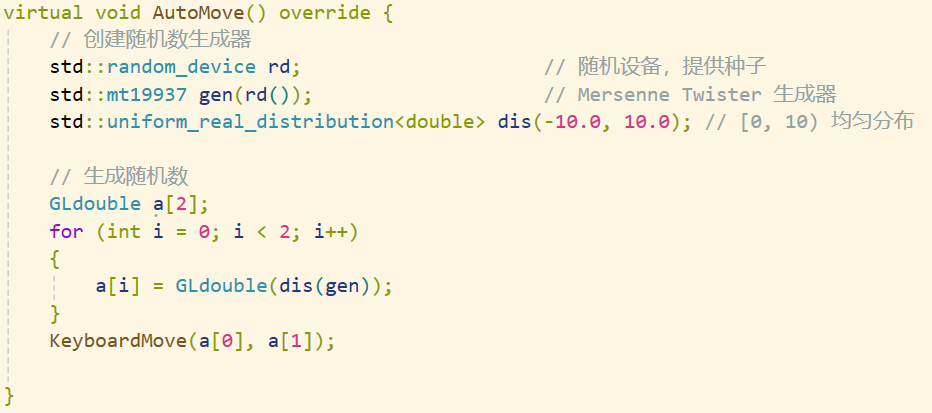 virtual void AutoMove() override {
    // 创建随机数生成器
    std::random_device rd;                     // 随机设备，提供种子
    std::mt19937 gen(rd());                    // Mersenne Twister 生成器
    std::uniform_real_distribution<double> dis(-10.0, 10.0); // [0, 10) 均匀分布
    // 生成随机数
    GLdouble a[2];
    for (int i = 0; i < 2; i++)
    {
        a[i] = GLdouble(dis(gen));
    }
    KeyboardMove(a[0], a[1]);
}